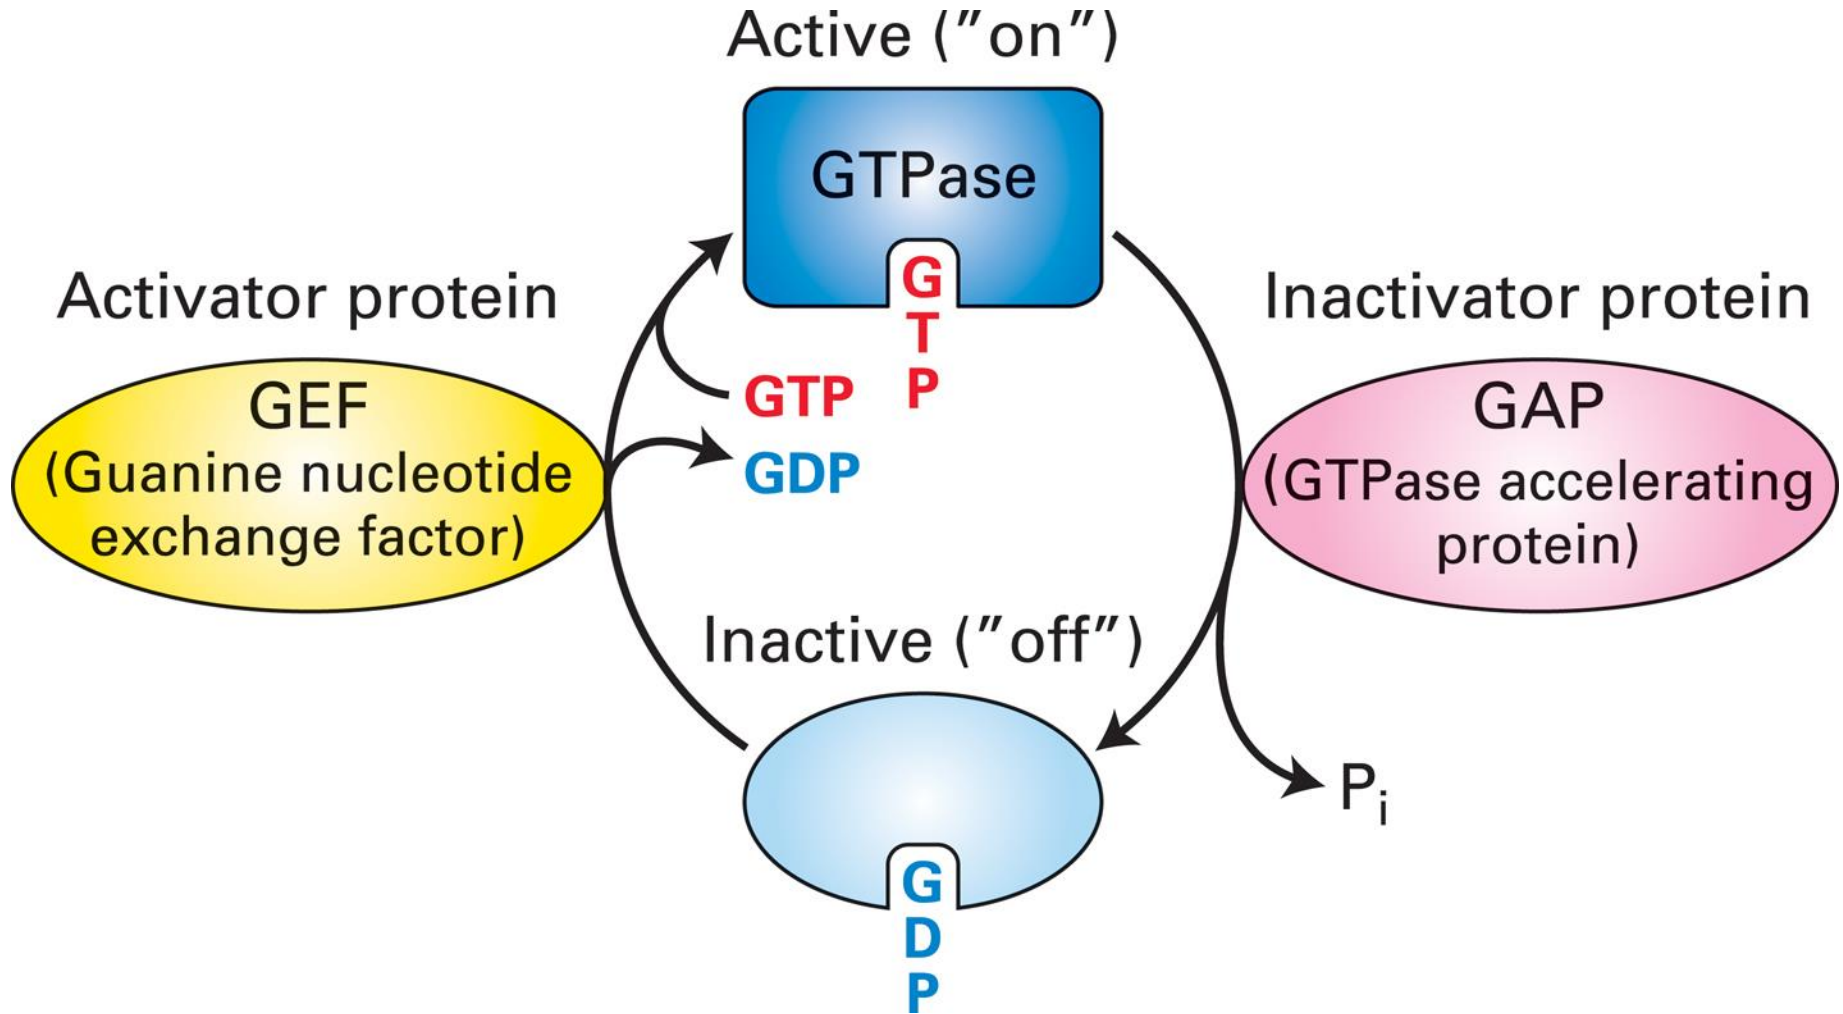 Active ("on")
GTPase
G
T
P
Activator protein
GEF
(Guanine nucleotide
exchange factor)
GTP
GDP
Inactivator protein
GAP
(GTPase accelerating
protein)
Inactive ("off")
G
D
P
Pi